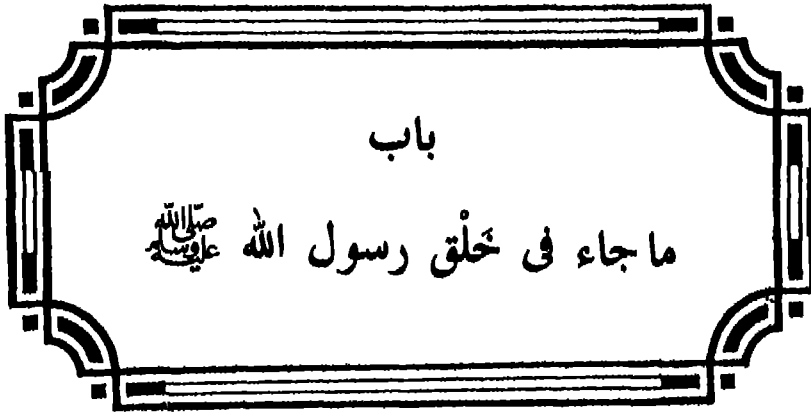 باب
ما جاء فى خَلْق رسول الله ﷺ